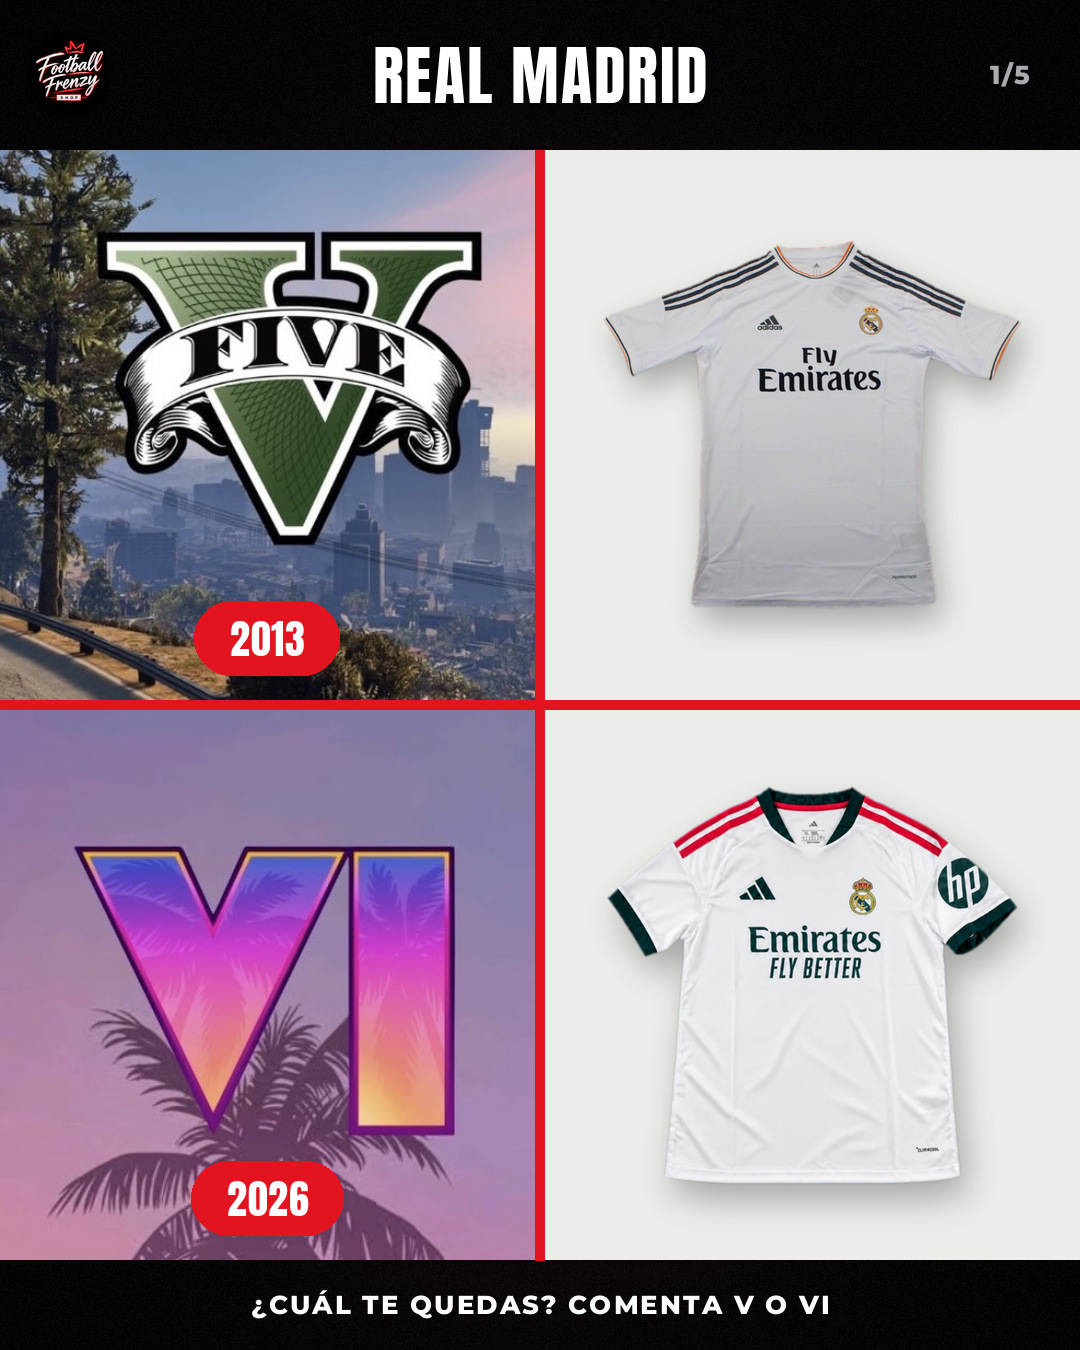 Football
Frenzy
SHOP
REAL MADRID
1/5
V
FIVE
2013
adidas
Fly
Emirates
VI
2026
hp
Emirates
FLY BETTER
CLIMACOOL
¿CUÁL TE QUEDAS? COMENTA V O VI